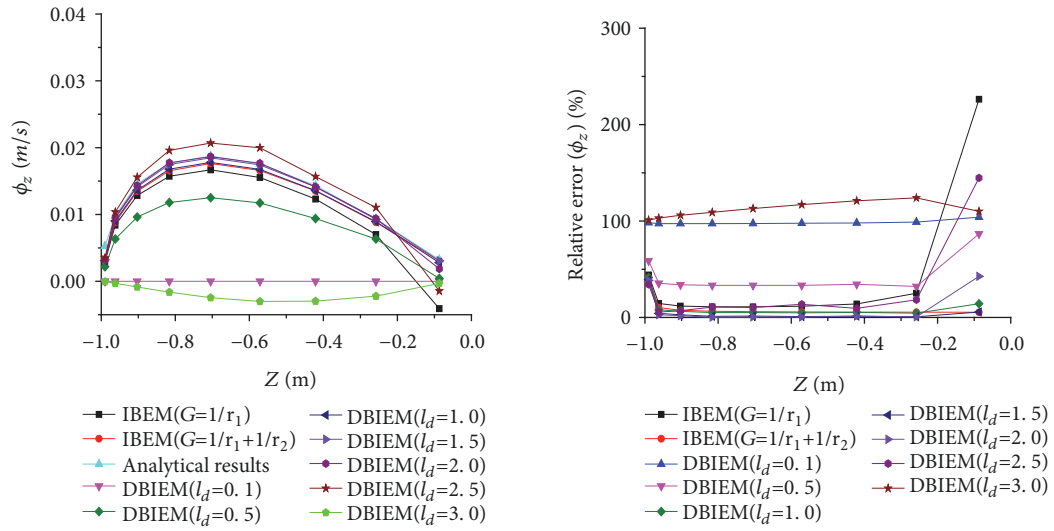 0.04
0.03
0.02
0.01
0.00
ϕz (m/s)
−1.0 −0.8 −0.6 −0.4 −0.2 0.0
Z (m)
IBEM(G=1/r1)
IBEM(G=1/r1+1/r2)
Analytical results
DBIEM(ld=0. 1)
DBIEM(ld=0. 5)
DBIEM(ld=1. 0)
DBIEM(ld=1. 5)
DBIEM(ld=2. 0)
DBIEM(ld=2. 5)
DBIEM(ld=3. 0)
300
200
100
0
Relative error (ϕz) (%)
−1.0 −0.8 −0.6 −0.4 −0.2 0.0
Z (m)
IBEM(G=1/r1)
IBEM(G=1/r1+1/r2)
DBIEM(ld=0. 1)
DBIEM(ld=0. 5)
DBIEM(ld=1. 0)
DBIEM(ld=1. 5)
DBIEM(ld=2. 0)
DBIEM(ld=2. 5)
DBIEM(ld=3. 0)